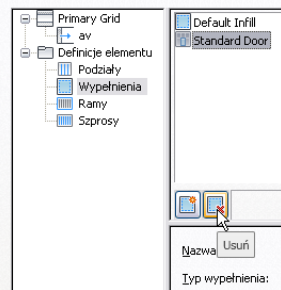 Primary Grid
av
Definicje elementu
Podziały
Wypełnienia
Ramy
Szprosy
Default Infill
Standard Door
Usuń
Nazwa
Typ wypełnienia: